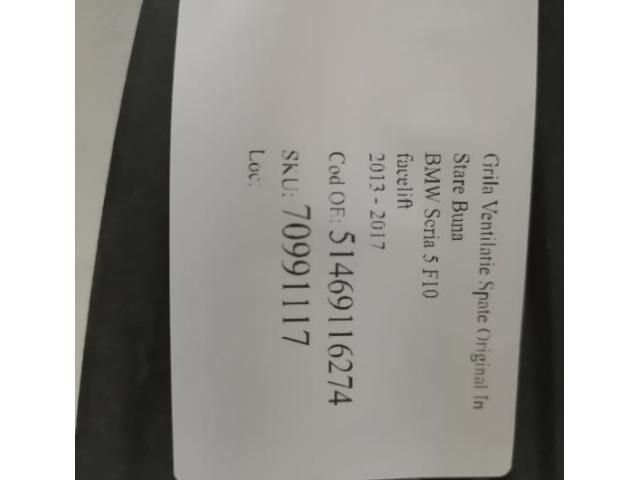 Grila Ventilatie Spate Original In
Stare Buna
BMW Seria 5 F10
facelift
2013 - 2017
Cod OE: 51469116274
SKU: 70991117
Loc: